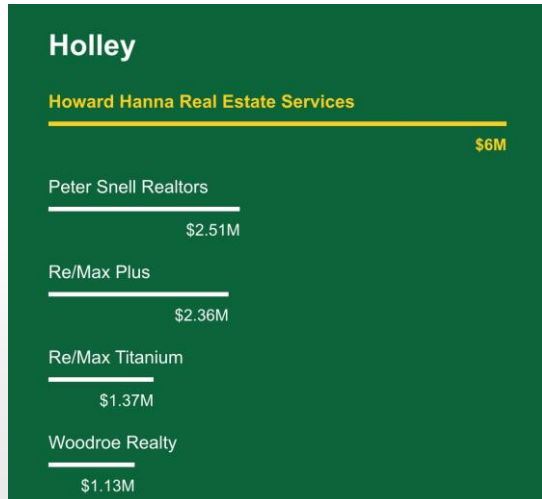 Holley
Howard Hanna Real Estate Services
$6M
Peter Snell Realtors
$2.51M
Re/Max Plus
$2.36M
Re/Max Titanium
$1.37M
Woodroe Realty
$1.13M